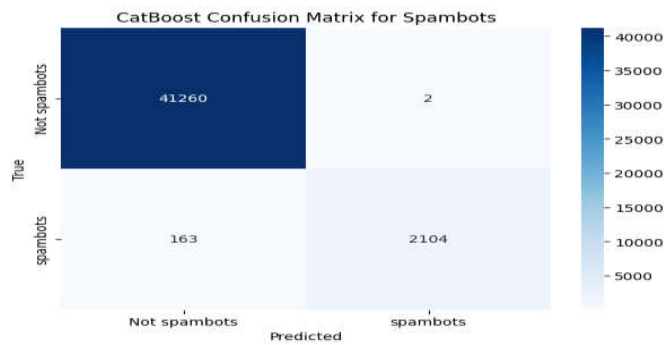 CatBoost Confusion Matrix for Spambots
40000
35000
30000
25000
20000
15000
10000
5000
True
Not spambots
spambots
41260
2
163
2104
Not spambots
spambots
Predicted